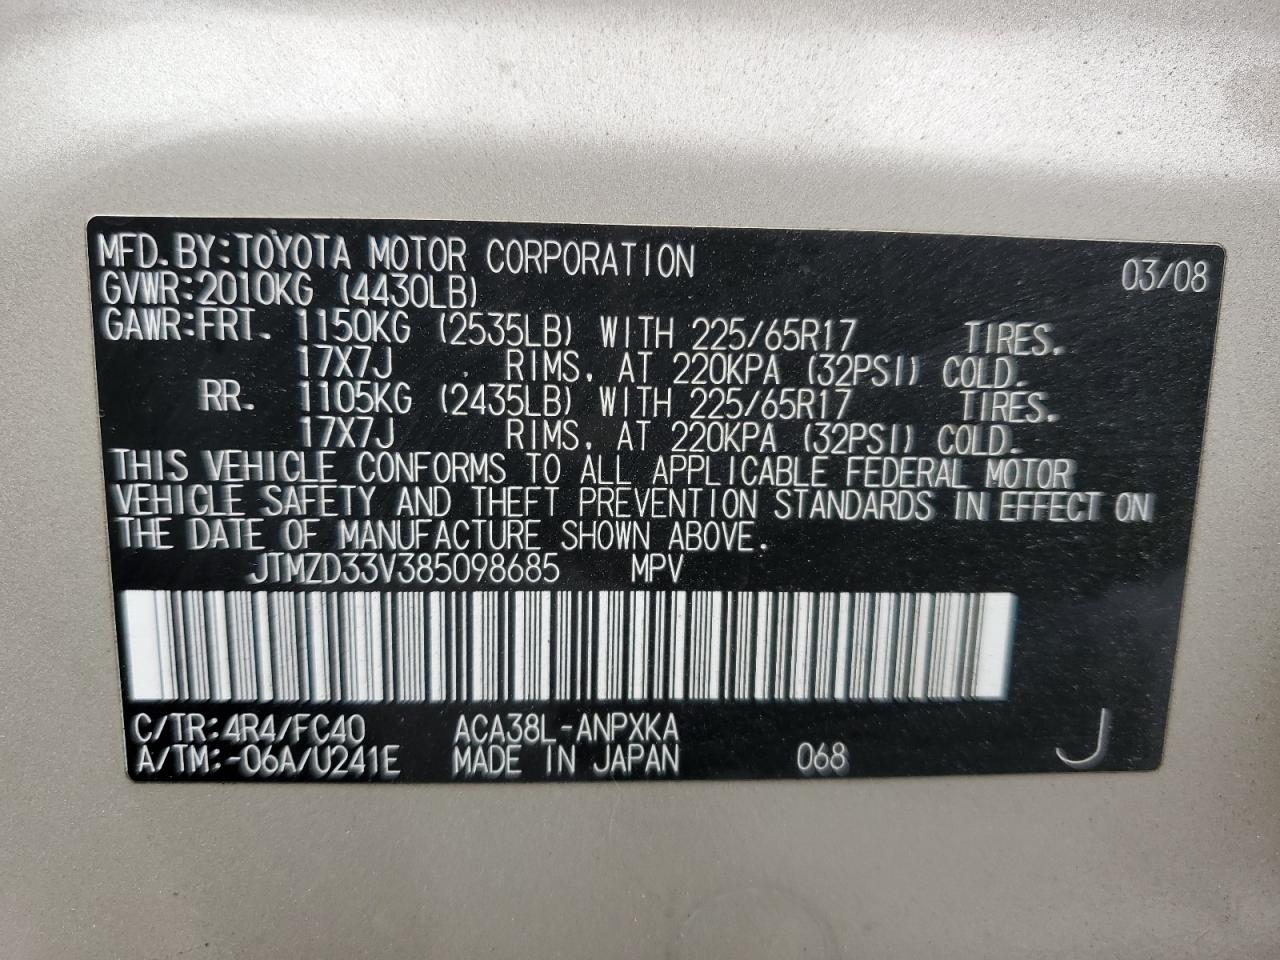 MFD. BY:TOYOTA MOTOR CORPORATION 03/08
GVWR:2010KG (4430LB)
GAWR:FRT. 1150KG (2535LB) WITH 225/65R17 TIRES.
17X7J . RIMS, AT 220KPA (32PSI) COLD.
RR. 1105KG (2435LB) WITH 225/65R17 TIRES.
17X7J RIMS, AT 220KPA (32PSI) COLD.
THIS VEHICLE CONFORMS TO ALL APPLICABLE FEDERAL MOTOR
VEHICLE SAFETY AND THEFT PREVENTION STANDARDS IN EFFECT ON
THE DATE OF MANUFACTURE SHOWN ABOVE.
JTMZD33V385098685 MPV
C/TR:4R4/FC40 ACA38L-ANPXKA J
A/TM:-06A/U241E MADE IN JAPAN 068